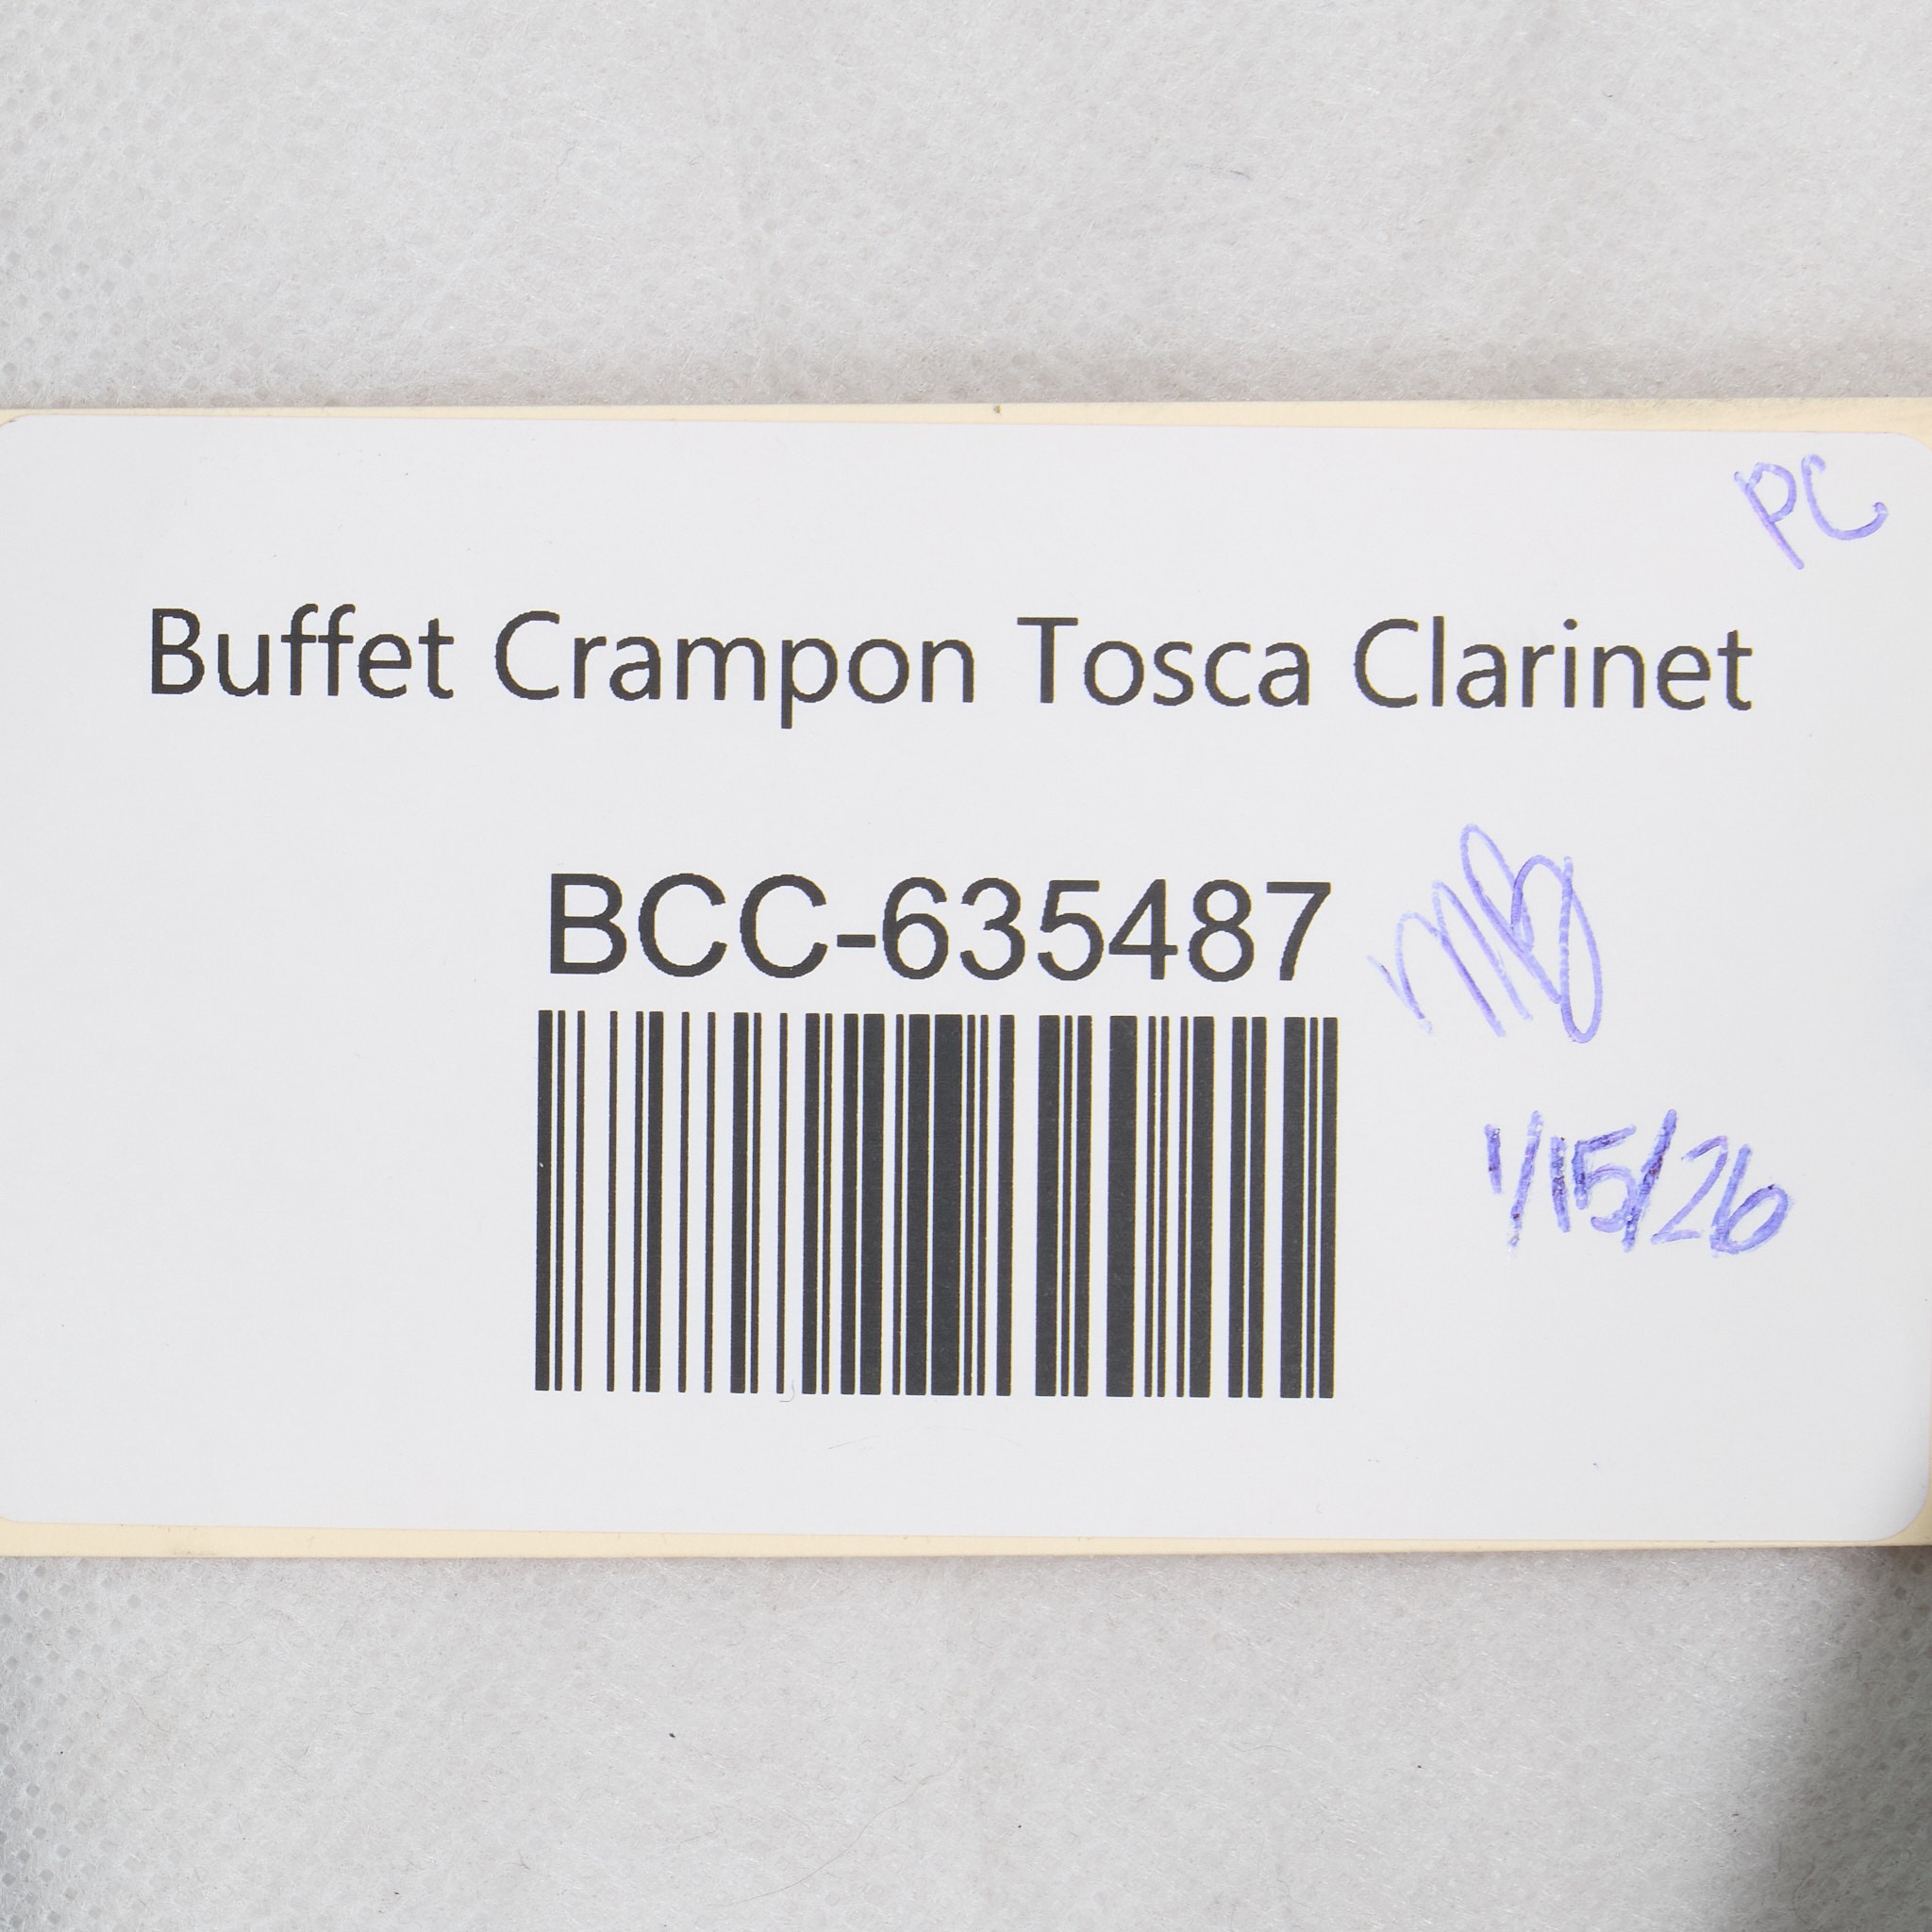 PC
Buffet Crampon Tosca Clarinet
BCC-635487
1/15/26